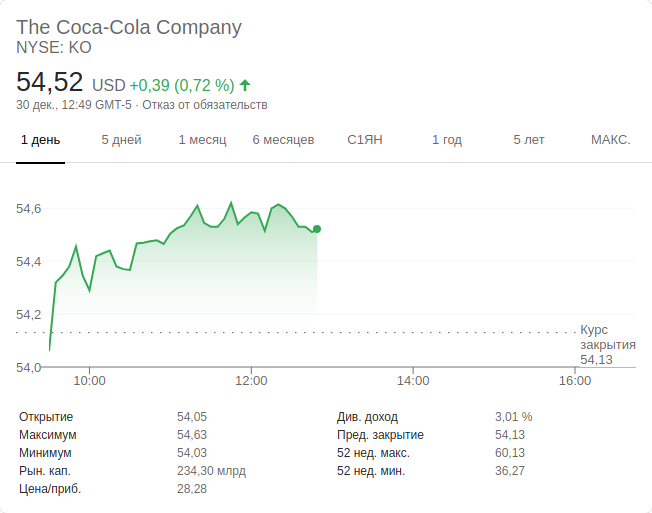 The Coca-Cola Company
NYSE: KO
54,52 USD +0,39 (0,72 %)
30 дек., 12:49 GMT-5 · Отказ от обязательств
1 день 5 дней 1 месяц 6 месяцев С1ЯН 1 год 5 лет МАКС.
54,6
54,4
54,2
Курс
закрытия
54,13
54,0
10:00 12:00 14:00 16:00
Открытие 54,05 Див. доход 3,01 %
Максимум 54,63 Пред. закрытие 54,13
Минимум 54,03 52 нед. макс. 60,13
Рын. кап. 234,30 млрд 52 нед. мин. 36,27
Цена/приб. 28,28